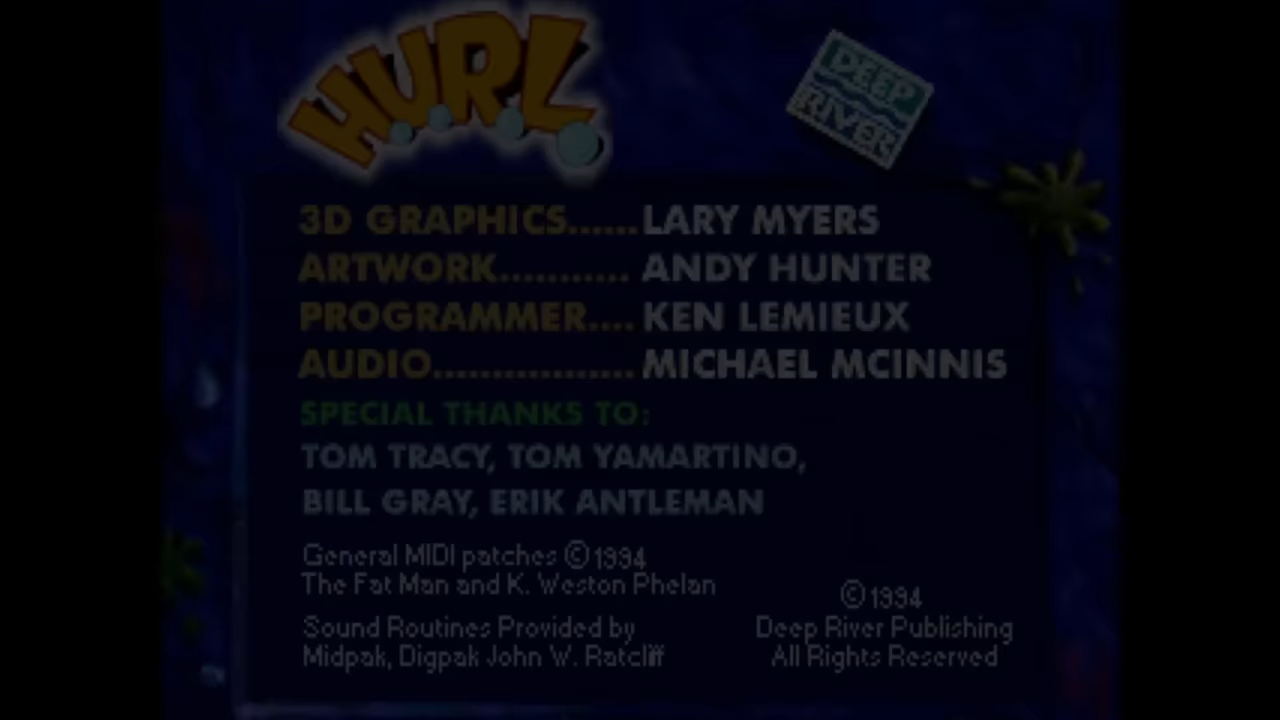 H.U.R.L.
DEEP
RIVER
3D GRAPHICS......LARY MYERS
ARTWORK........... ANDY HUNTER
PROGRAMMER....KEN LEMIEUX
AUDIO.................MICHAEL MCINNIS
SPECIAL THANKS TO:
TOM TRACY, TOM YAMARTINO,
BILL GRAY, ERIK ANTLEMAN
General MIDI patches ©1994
The Fat Man and K. Weston Phelan
Sound Routines Provided by
Midpak, Digpak John W. Ratcliff
©1994
Deep River Publishing
All Rights Reserved